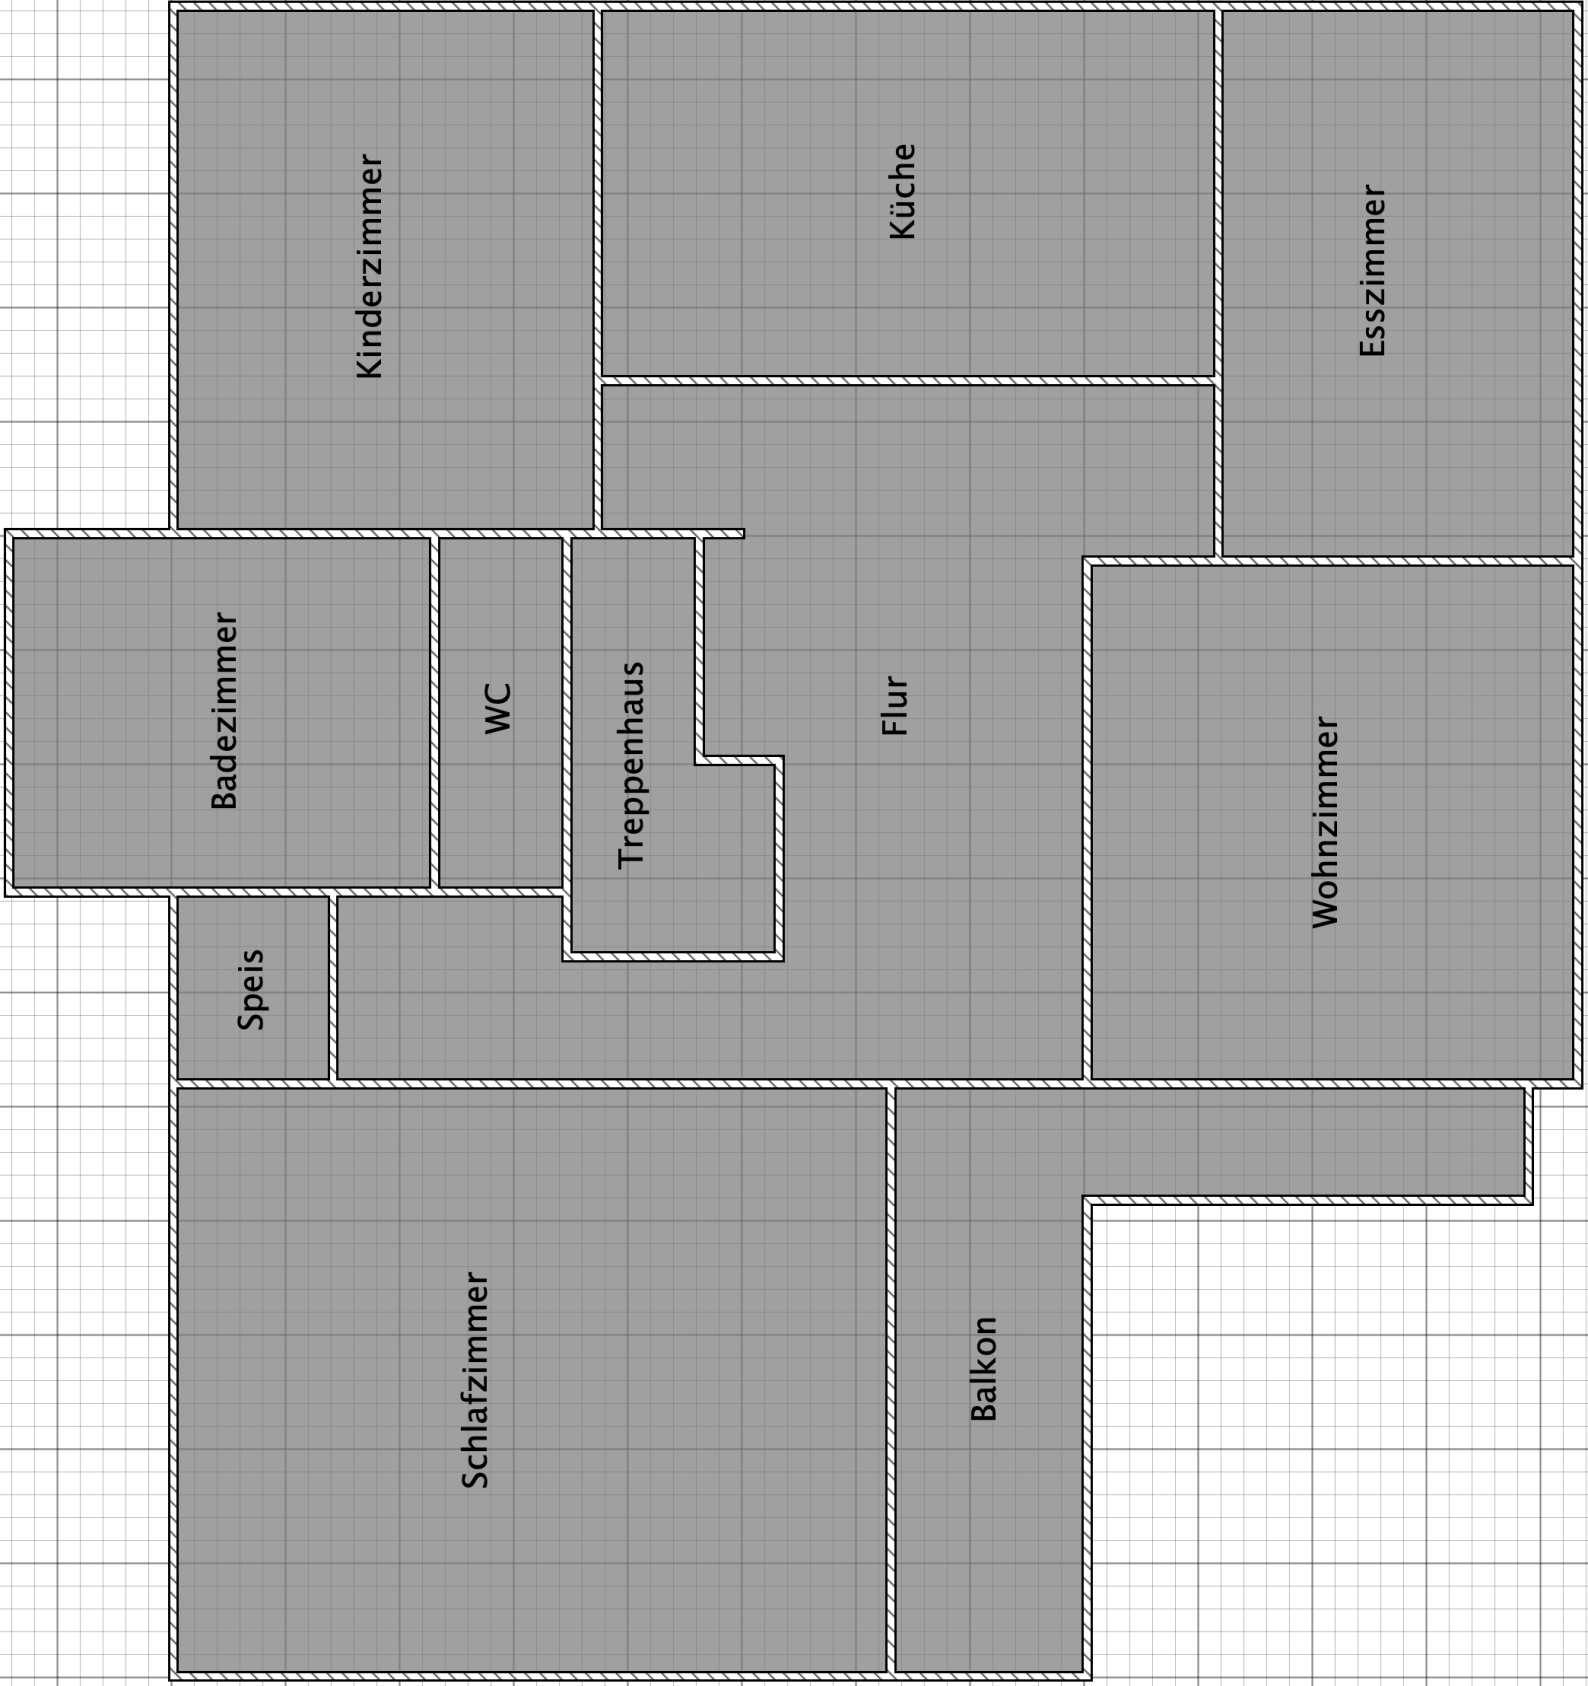 Kinderzimmer
Küche
Esszimmer
Badezimmer
WC
Treppenhaus
Flur
Wohnzimmer
Speis
Schlafzimmer
Balkon